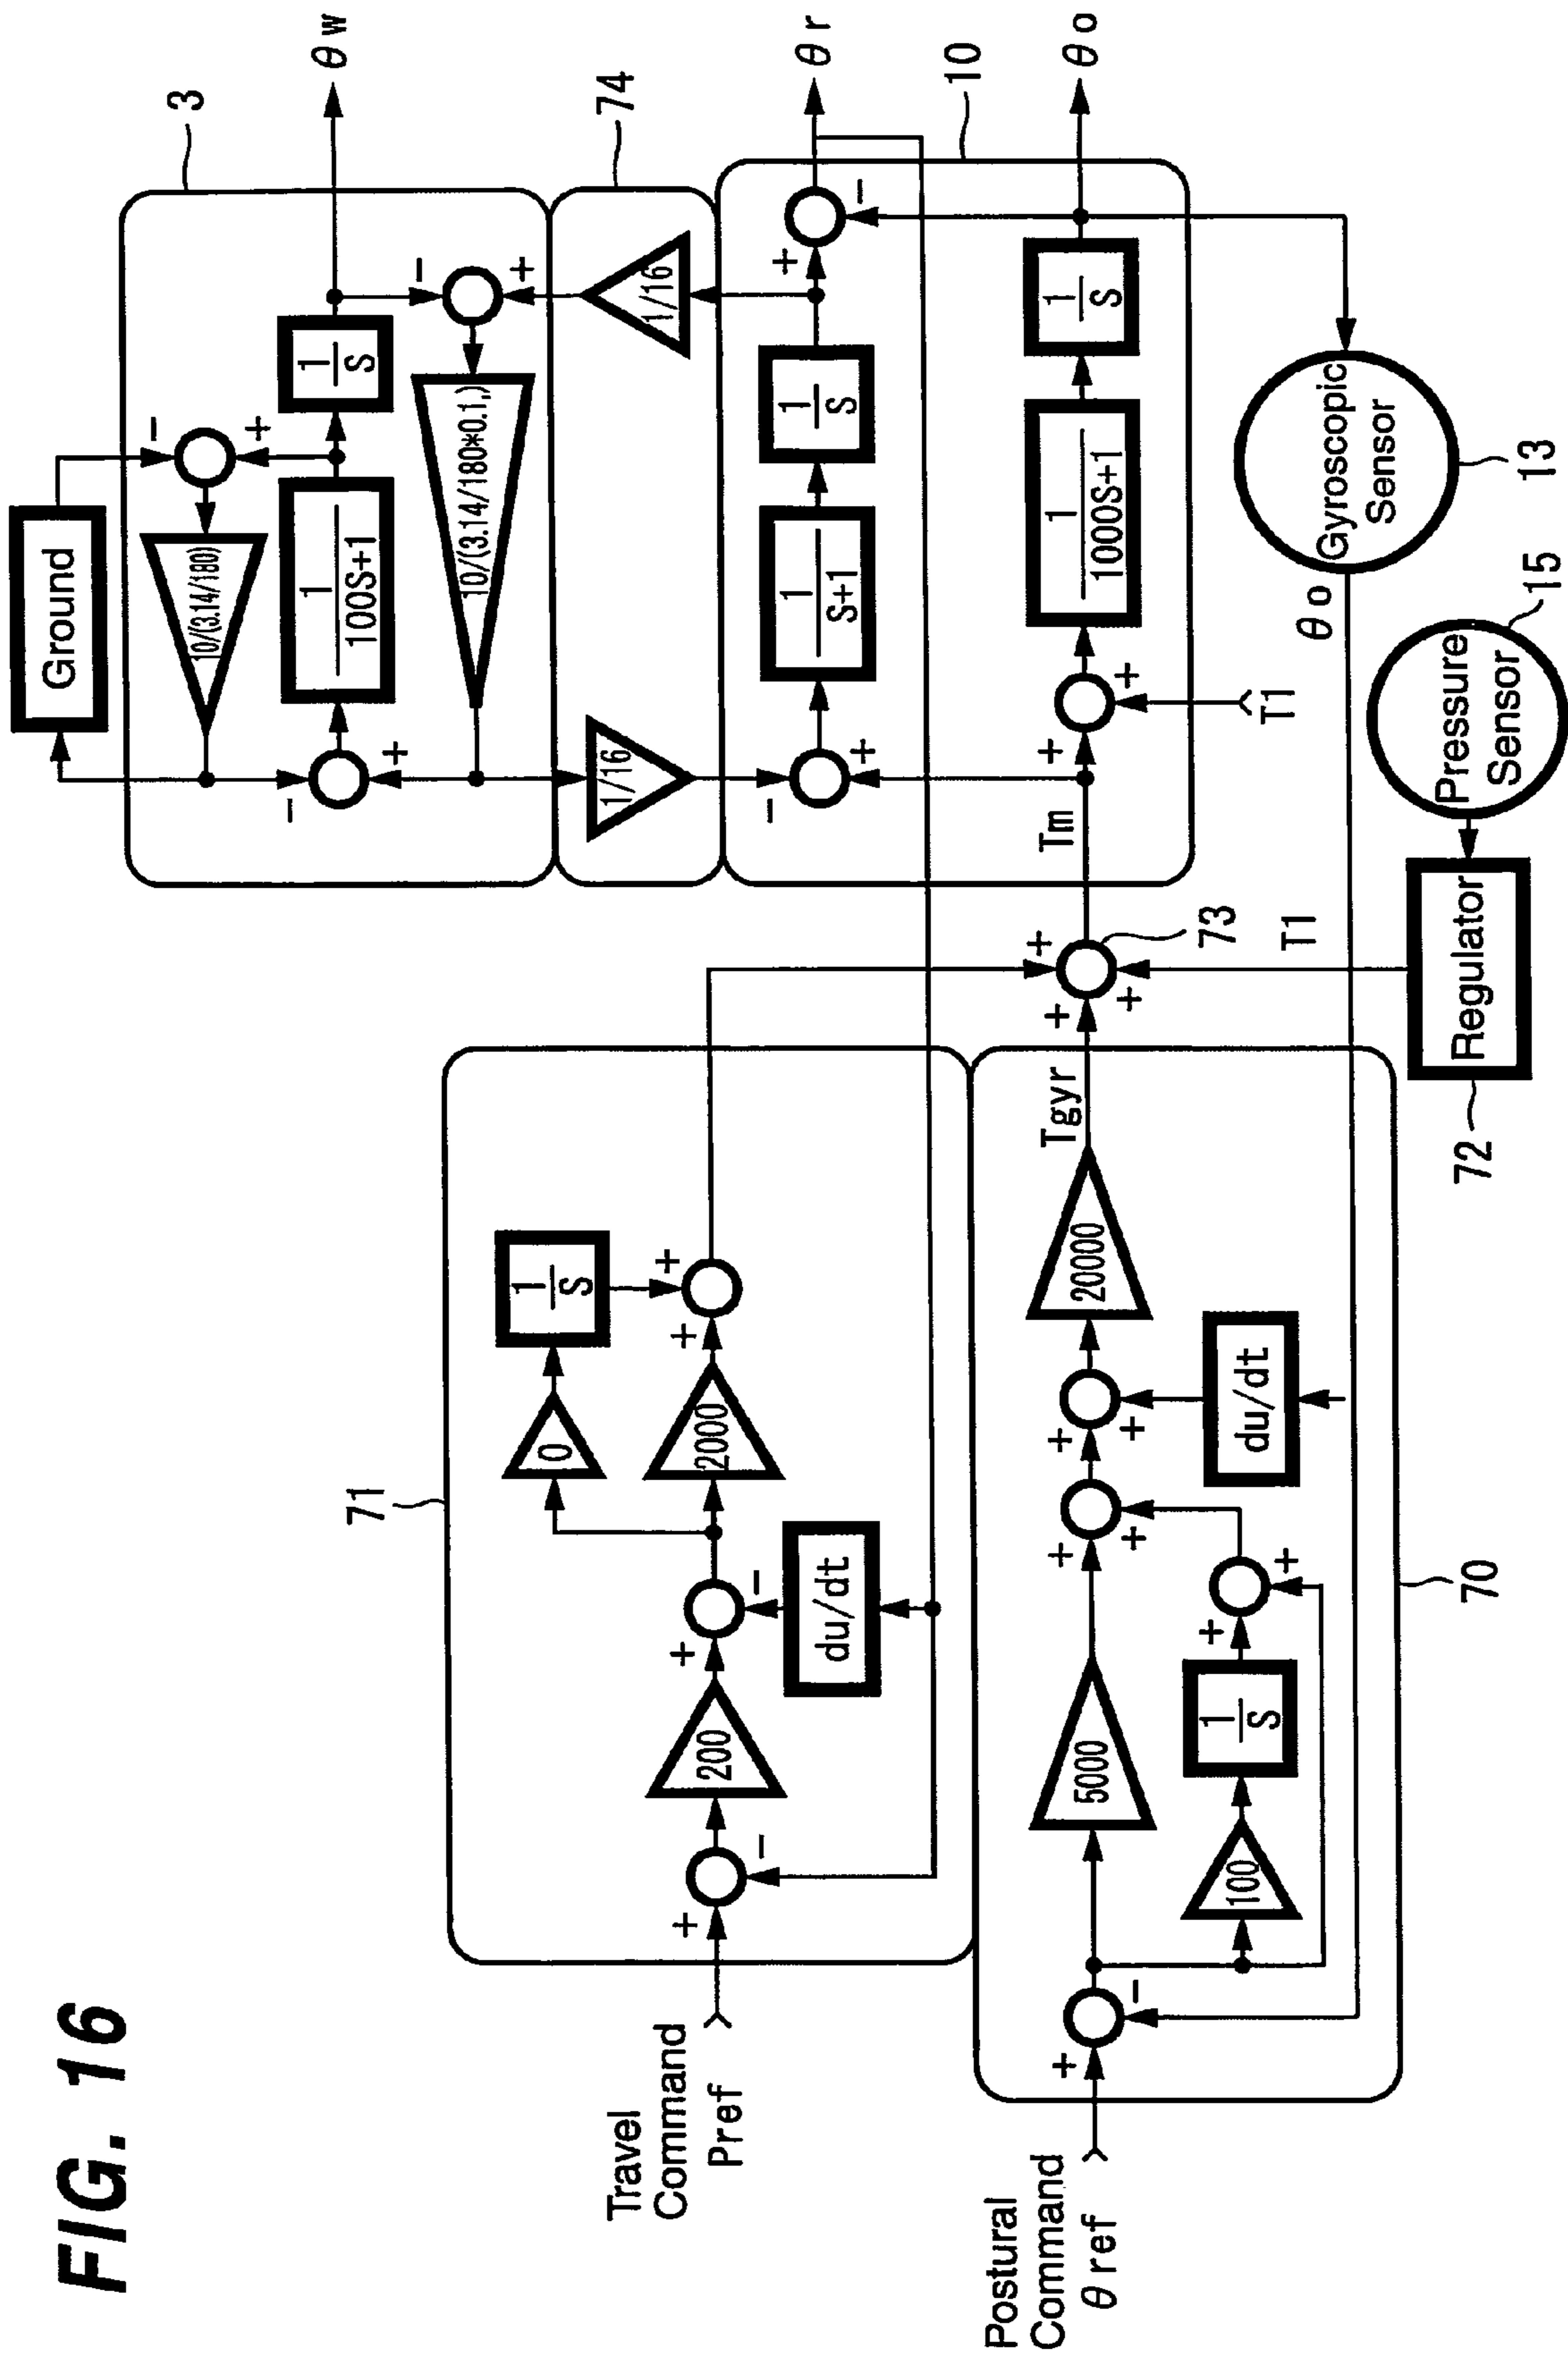 FIG. 16
Travel
Command
Pref
+
-
200
+
-
du/dt
0
2000
1
S
+
+
71
Postural
Command
θref
+
-
5000
100
1
S
+
+
+
+
+
+
du/dt
20000
Tgyr
70
+
+
+
73
T1
Regulator
72
Pressure
Sensor
15
Tm
Ground
10/(3.14/180)
-
+
-
+
1
100S+1
1
S
10/(3.14/180*0.1,)
-
+
θw
3
1/16
1/16
74
-
+
1
S+1
1
S
+
-
θr
10
+
+
T1
1
1000S+1
1
S
θo
Gyroscopic
Sensor
13
θo